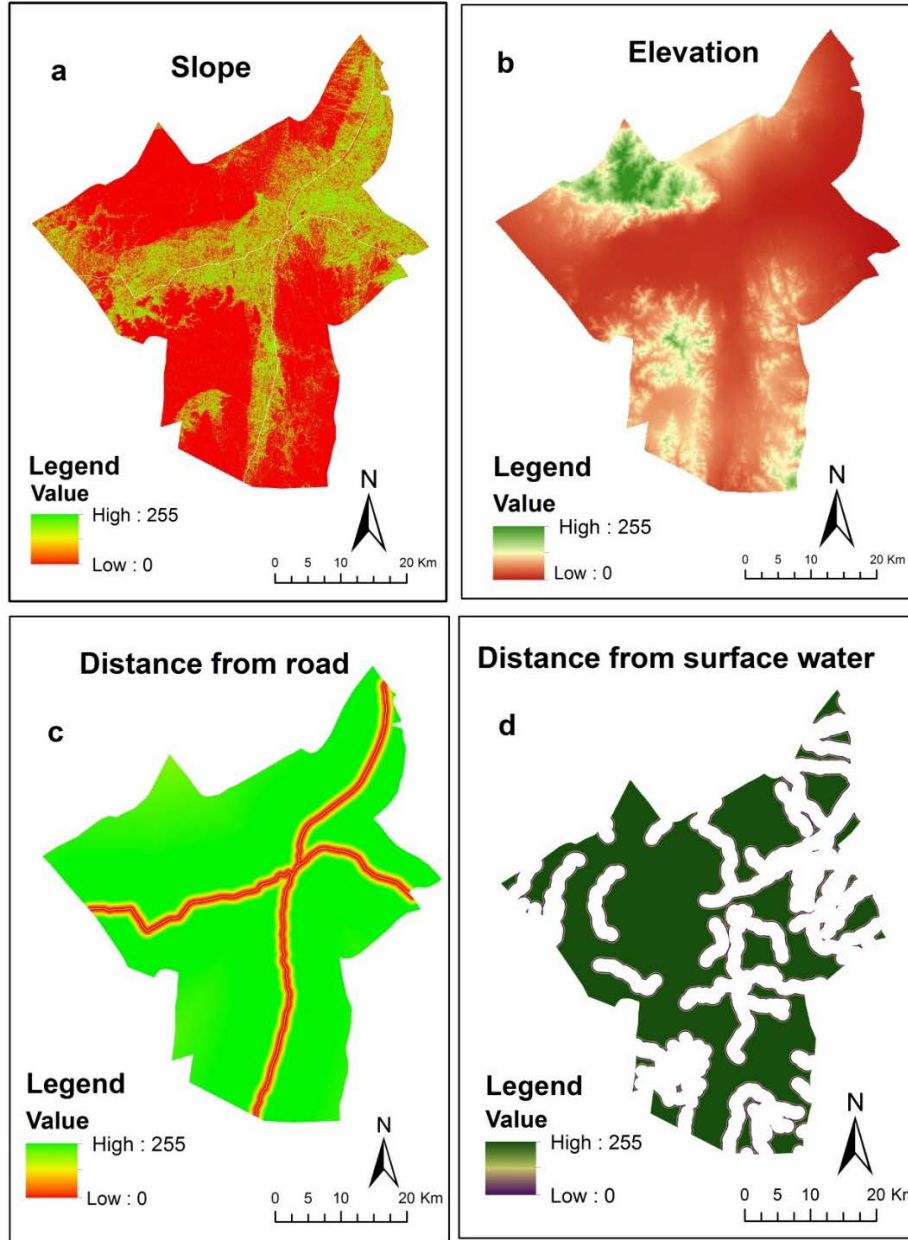 a
Slope
Legend
Value
High : 255
Low : 0
N
0 5 10 20 Km
b
Elevation
Legend
Value
High : 255
Low : 0
N
0 5 10 20 Km
Distance from road
c
Legend
Value
High : 255
Low : 0
N
0 5 10 20 Km
Distance from surface water
d
Legend
Value
High : 255
Low : 0
N
0 5 10 20 Km